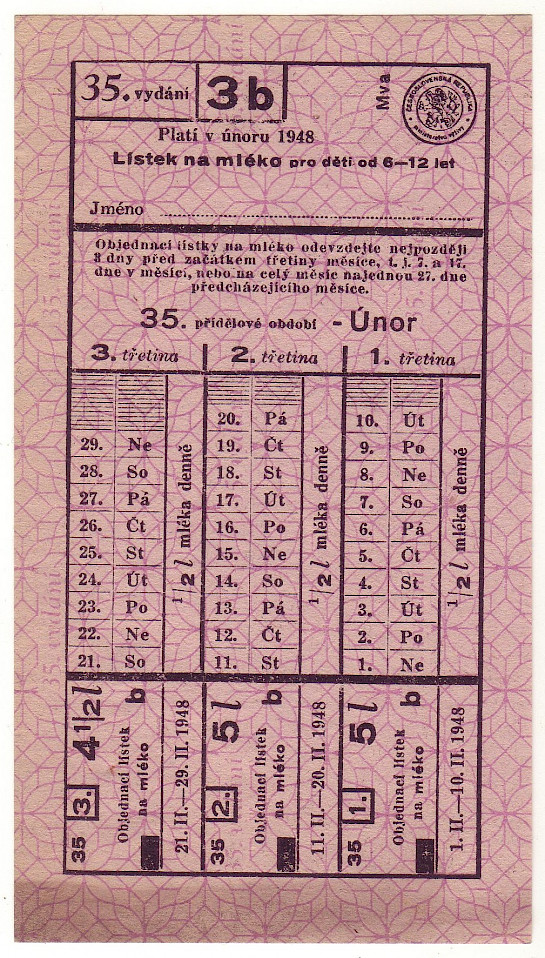 35. vydání
3b
Mva
ČESKOSLOVENSKÁ REPUBLIKA
Platí v únoru 1948
Lístek na mléko pro děti od 6—12 let
Jméno
Objednací lístky na mléko odevzdejte nejpozději
3 dny před začátkem třetiny měsíce, t. j. 7. a 17.
dne v měsíci, nebo na celý měsíc najednou 27. dne
předcházejícího měsíce.
35. přídělové období - Únor
3. třetina 2. třetina 1. třetina
20. Pá 10. Út
29. Ne 19. Čt 9. Po
28. So 18. St 8. Ne
27. Pá 17. Út 7. So
26. Čt 16. Po 6. Pá
25. St 15. Ne 5. Čt
24. Út 14. So 4. St
23. Po 13. Pá 3. Út
22. Ne 12. Čt 2. Po
21. So 11. St 1. Ne
1/2 l mléka denně
1/2 l mléka denně
1/2 l mléka denně
35 3. 4 1/2 l
Objednací lístek b
na mléko
21. II.—29. II. 1948
35 2. 5 l
Objednací lístek b
na mléko
11. II.—20. II. 1948
35 1. 5 l
Objednací lístek b
na mléko
1. II.—10. II. 1948